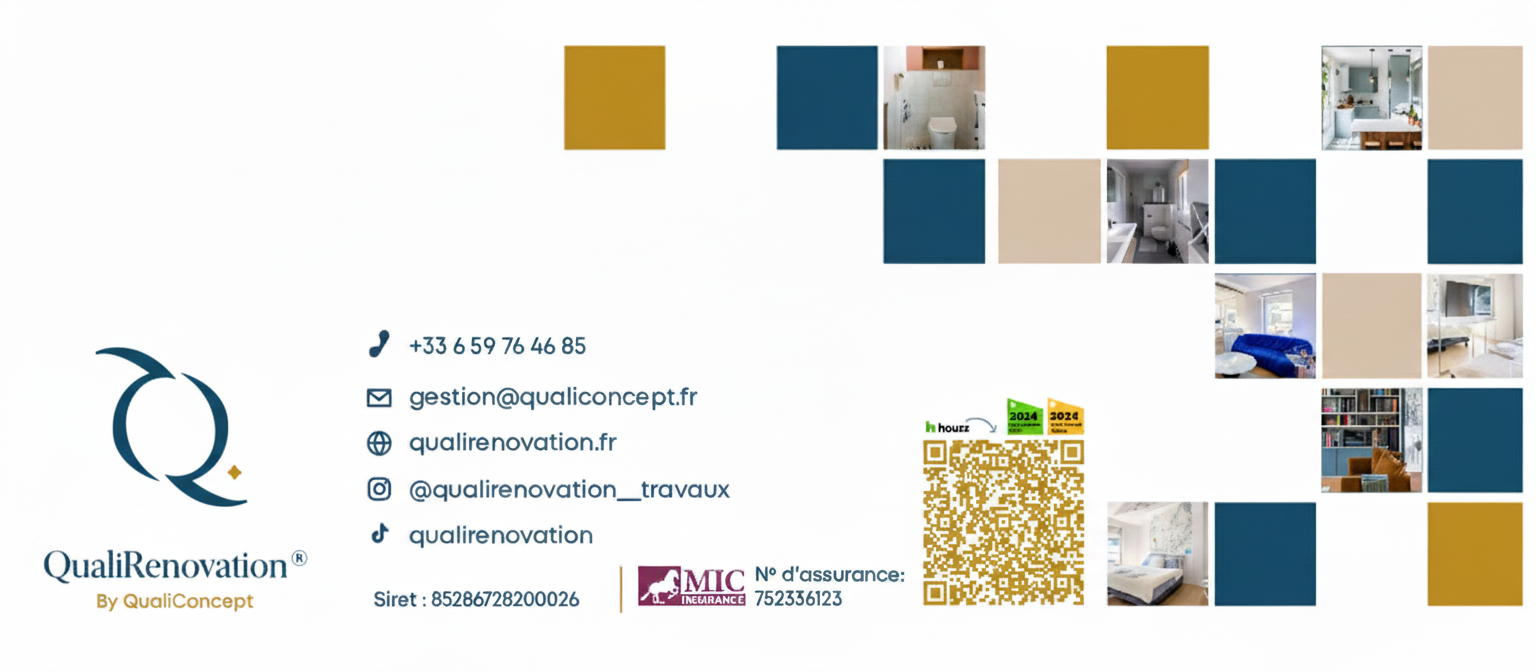 +33 6 59 76 46 85
gestion@qualiconcept.fr
qualirenovation.fr
@qualirenovation__travaux
qualirenovation
QualiRenovation®
By QualiConcept
Siret : 85286728200026
MIC
INSURANCE
N° d'assurance:
752336123
houzz
2024
2024